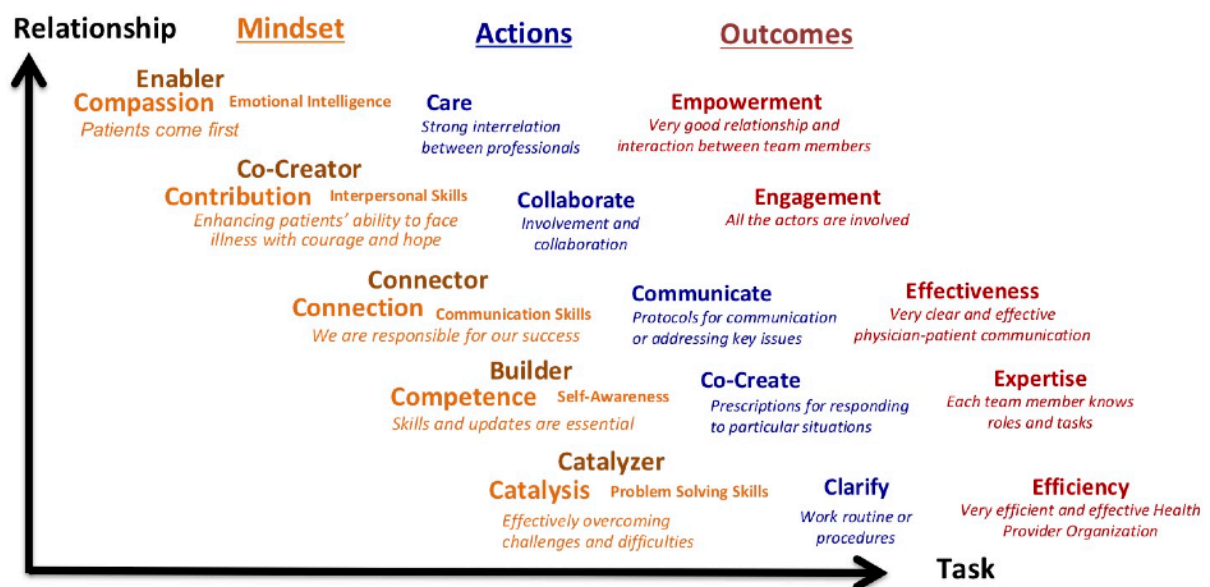 Relationship Mindset Actions Outcomes
Enabler
Compassion Emotional Intelligence Care Empowerment
Patients come first Strong interrelation Very good relationship and
between professionals interaction between team members
Co-Creator
Contribution Interpersonal Skills Collaborate Engagement
Enhancing patients' ability to face Involvement and All the actors are involved
illness with courage and hope collaboration
Connector
Connection Communication Skills Communicate Effectiveness
We are responsible for our success Protocols for communication Very clear and effective
or addressing key issues physician-patient communication
Builder
Competence Self-Awareness Co-Create Expertise
Skills and updates are essential Prescriptions for responding Each team member knows
to particular situations roles and tasks
Catalyzer
Catalysis Problem Solving Skills Clarify Efficiency
Effectively overcoming Work routine or Very efficient and effective Health
challenges and difficulties procedures Provider Organization
Task